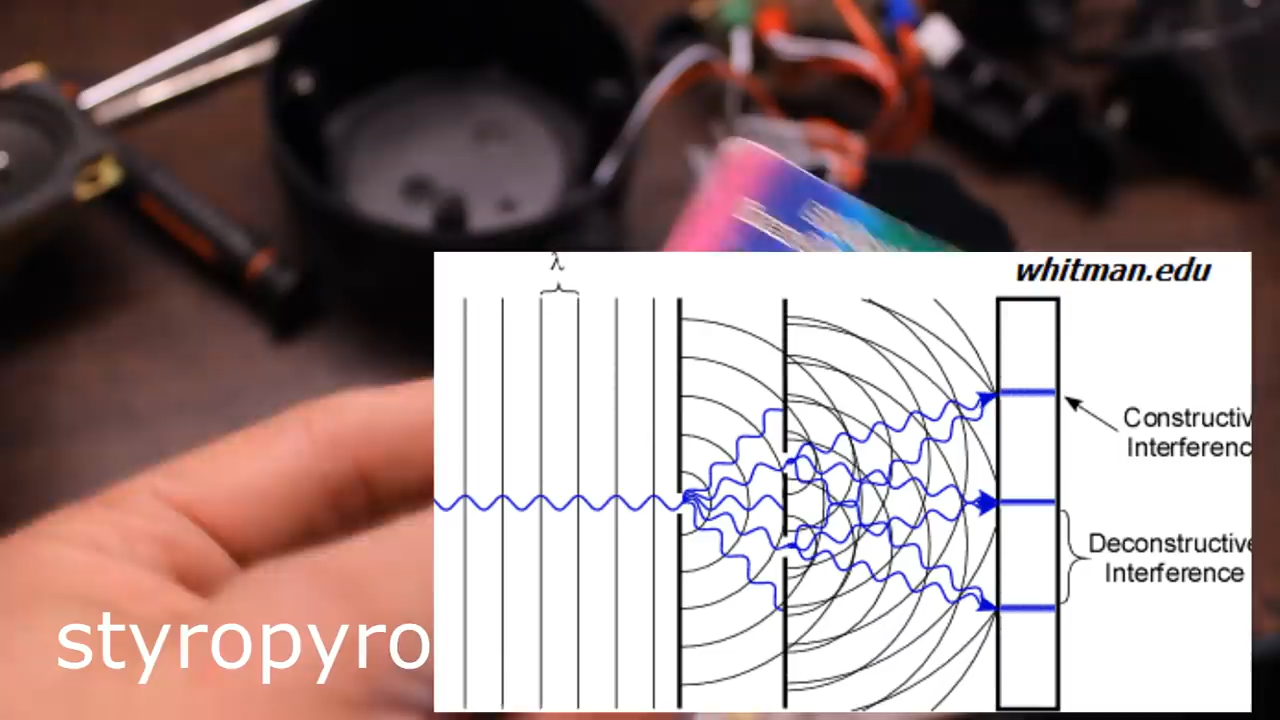 λ
whitman.edu
Constructiv
Interferenc
Deconstructive
Interference
styropyro